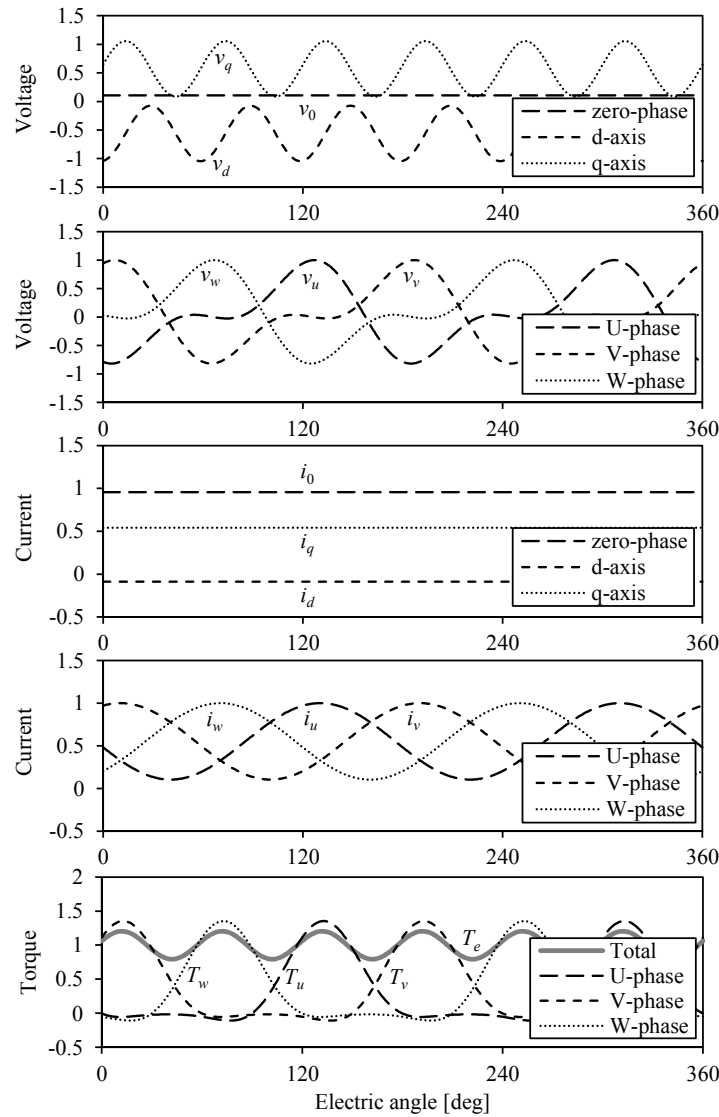 1.5
1
0.5
0
-0.5
-1
-1.5
Voltage
v_q
v_0
v_d
zero-phase
d-axis
q-axis
0 120 240 360
1.5
1
0.5
0
-0.5
-1
-1.5
Voltage
v_w v_u v_v
U-phase
V-phase
W-phase
0 120 240 360
1.5
1
0.5
0
-0.5
Current
i_0
i_q
i_d
zero-phase
d-axis
q-axis
0 120 240 360
1.5
1
0.5
0
-0.5
Current
i_w i_u i_v
U-phase
V-phase
W-phase
0 120 240 360
2
1.5
1
0.5
0
-0.5
Torque
T_w T_u T_v T_e
Total
U-phase
V-phase
W-phase
0 120 240 360
Electric angle [deg]